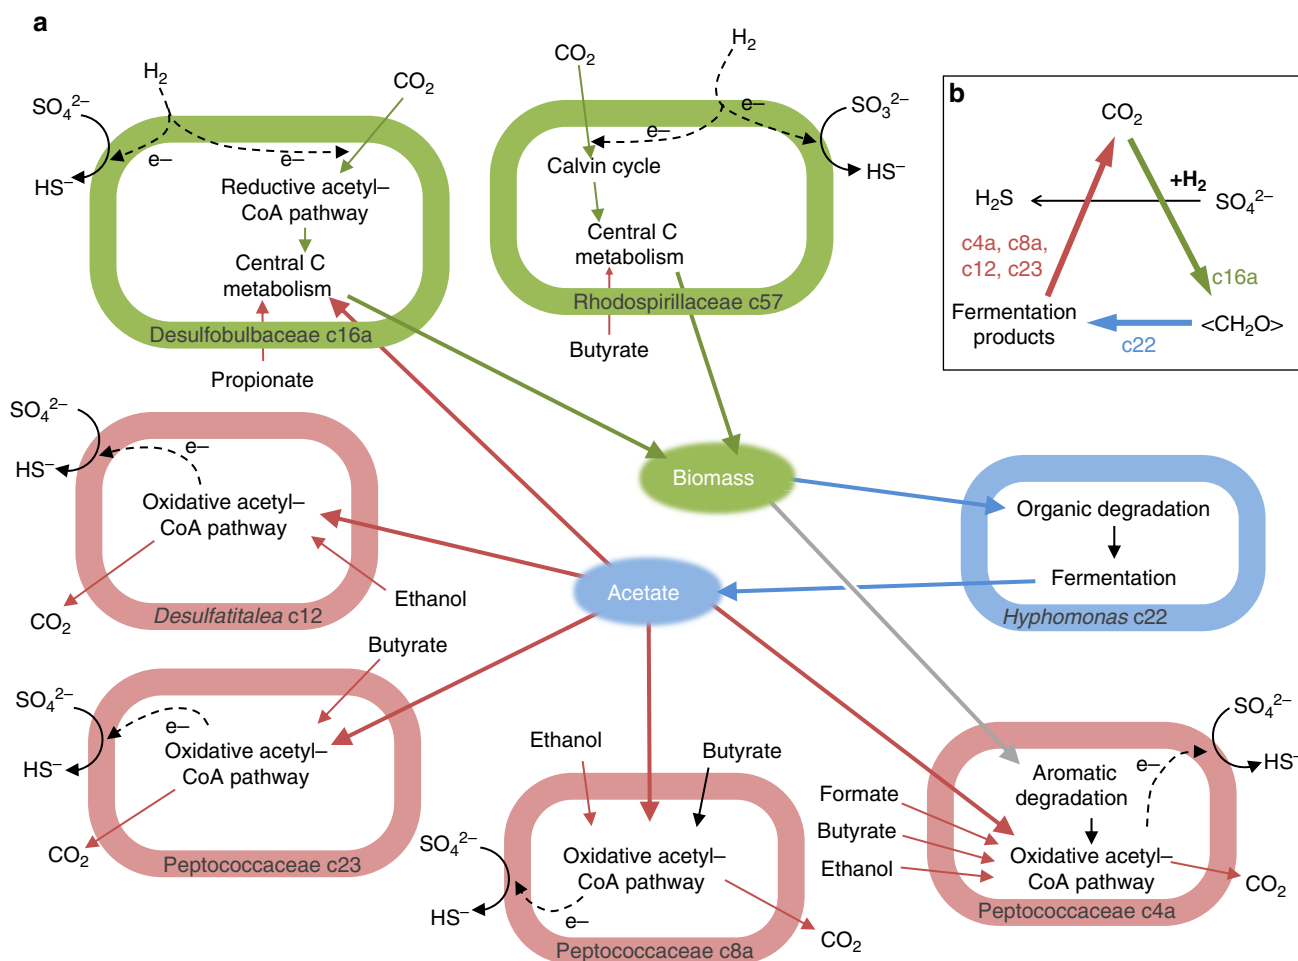 a
H₂
CO₂
SO₄²⁻
e–
e–
HS⁻
Reductive acetyl–
CoA pathway
Central C
metabolism
Desulfobulbaceae c16a
Propionate
CO₂
H₂
e–
e–
SO₃²⁻
HS⁻
Calvin cycle
Central C
metabolism
Rhodospirillaceae c57
Butyrate
b
CO₂
+H₂
H₂S
SO₄²⁻
c4a, c8a,
c12, c23
c16a
Fermentation
products
<CH₂O>
c22
SO₄²⁻
e–
HS⁻
Oxidative acetyl–
CoA pathway
CO₂
Ethanol
Desulfatitalea c12
Biomass
Acetate
Organic degradation
Fermentation
Hyphomonas c22
Butyrate
SO₄²⁻
e–
HS⁻
Oxidative acetyl–
CoA pathway
CO₂
Peptococcaceae c23
Ethanol
Butyrate
SO₄²⁻
Oxidative acetyl–
CoA pathway
HS⁻
e–
CO₂
Peptococcaceae c8a
SO₄²⁻
e–
HS⁻
Aromatic
degradation
Formate
Butyrate
Ethanol
Oxidative acetyl–
CoA pathway
CO₂
Peptococcaceae c4a